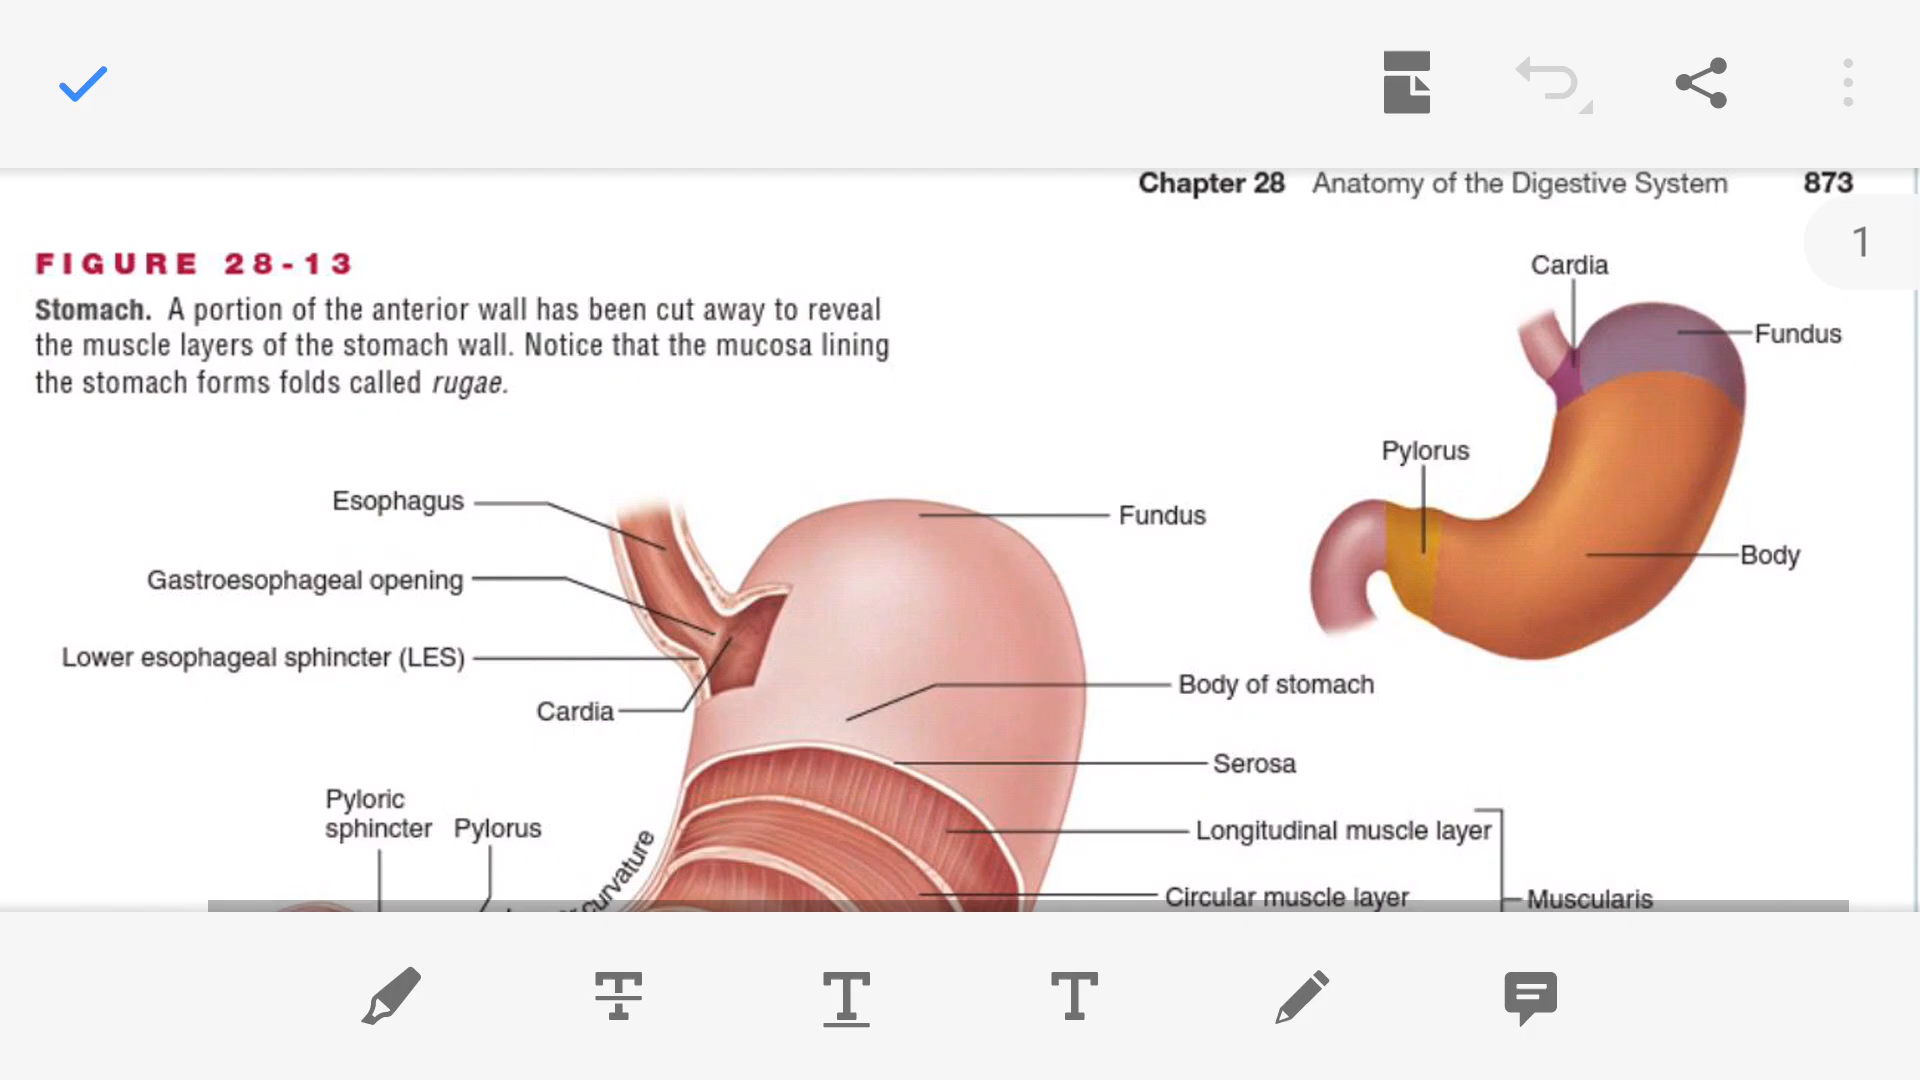 Chapter 28 Anatomy of the Digestive System 873
1
FIGURE 28-13
Stomach. A portion of the anterior wall has been cut away to reveal
the muscle layers of the stomach wall. Notice that the mucosa lining
the stomach forms folds called rugae.
Cardia
Fundus
Pylorus
Body
Esophagus
Fundus
Gastroesophageal opening
Lower esophageal sphincter (LES)
Cardia
Body of stomach
Serosa
Pyloric
sphincter
Pylorus
curvature
Longitudinal muscle layer
Circular muscle layer
Muscularis